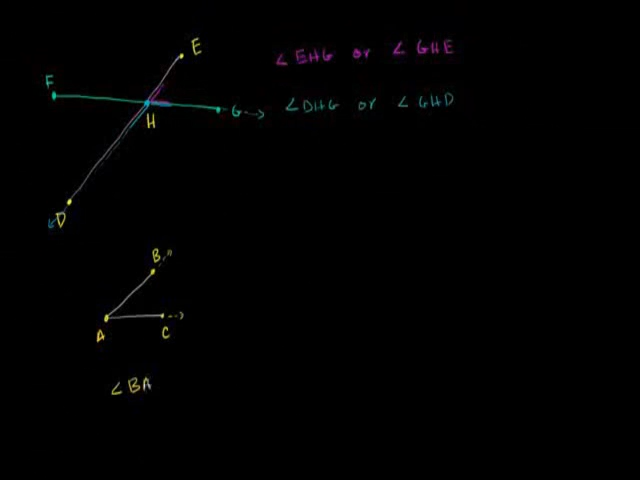 E
∠ EHG or ∠ GHE
F
G
∠DHG or ∠ GHD
H
D
B
A
C
∠ BA